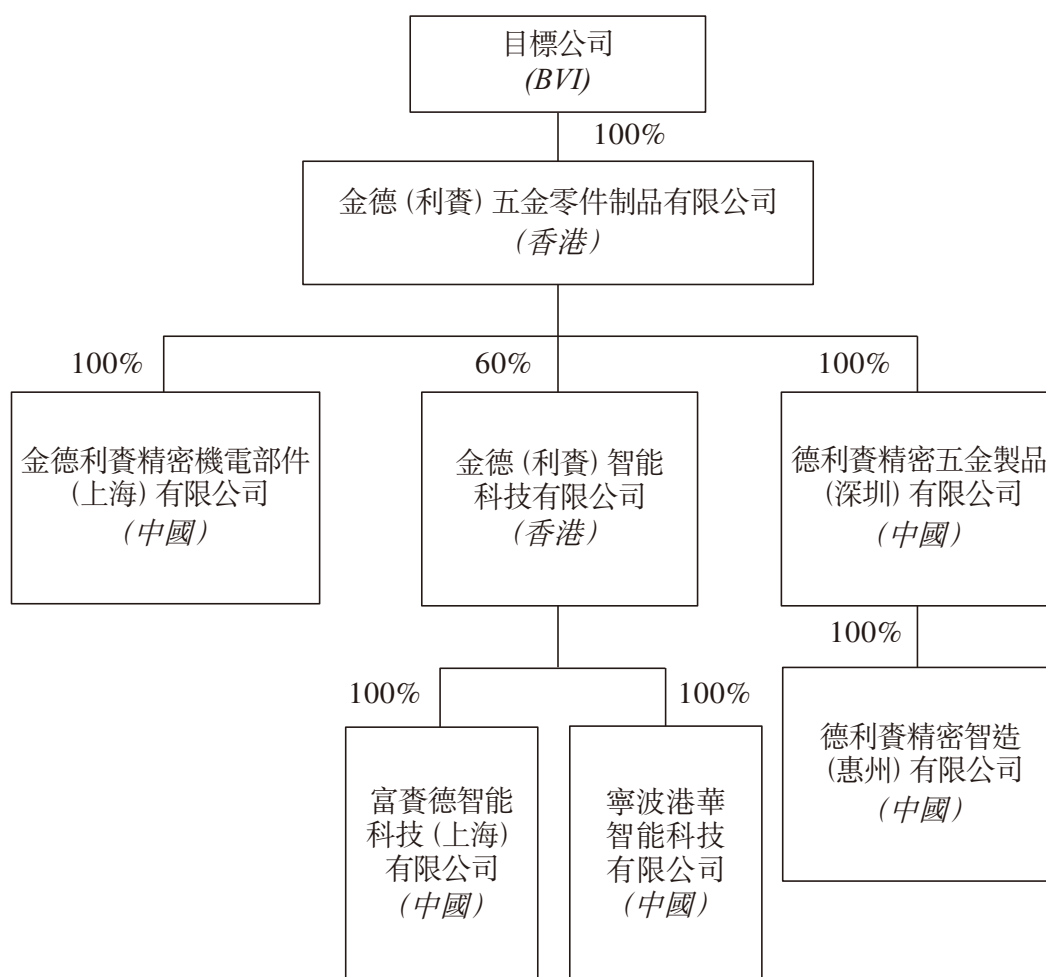 目標公司
(BVI)
100%
金德(利賚)五金零件制品有限公司
(香港)
100%
60%
100%
金德利賚精密機電部件
(上海)有限公司
(中國)
金德(利賚)智能
科技有限公司
(香港)
德利賚精密五金製品
(深圳)有限公司
(中國)
100%
100%
100%
富賚德智能
科技(上海)
有限公司
(中國)
寧波港華
智能科技
有限公司
(中國)
德利賚精密智造
(惠州)有限公司
(中國)